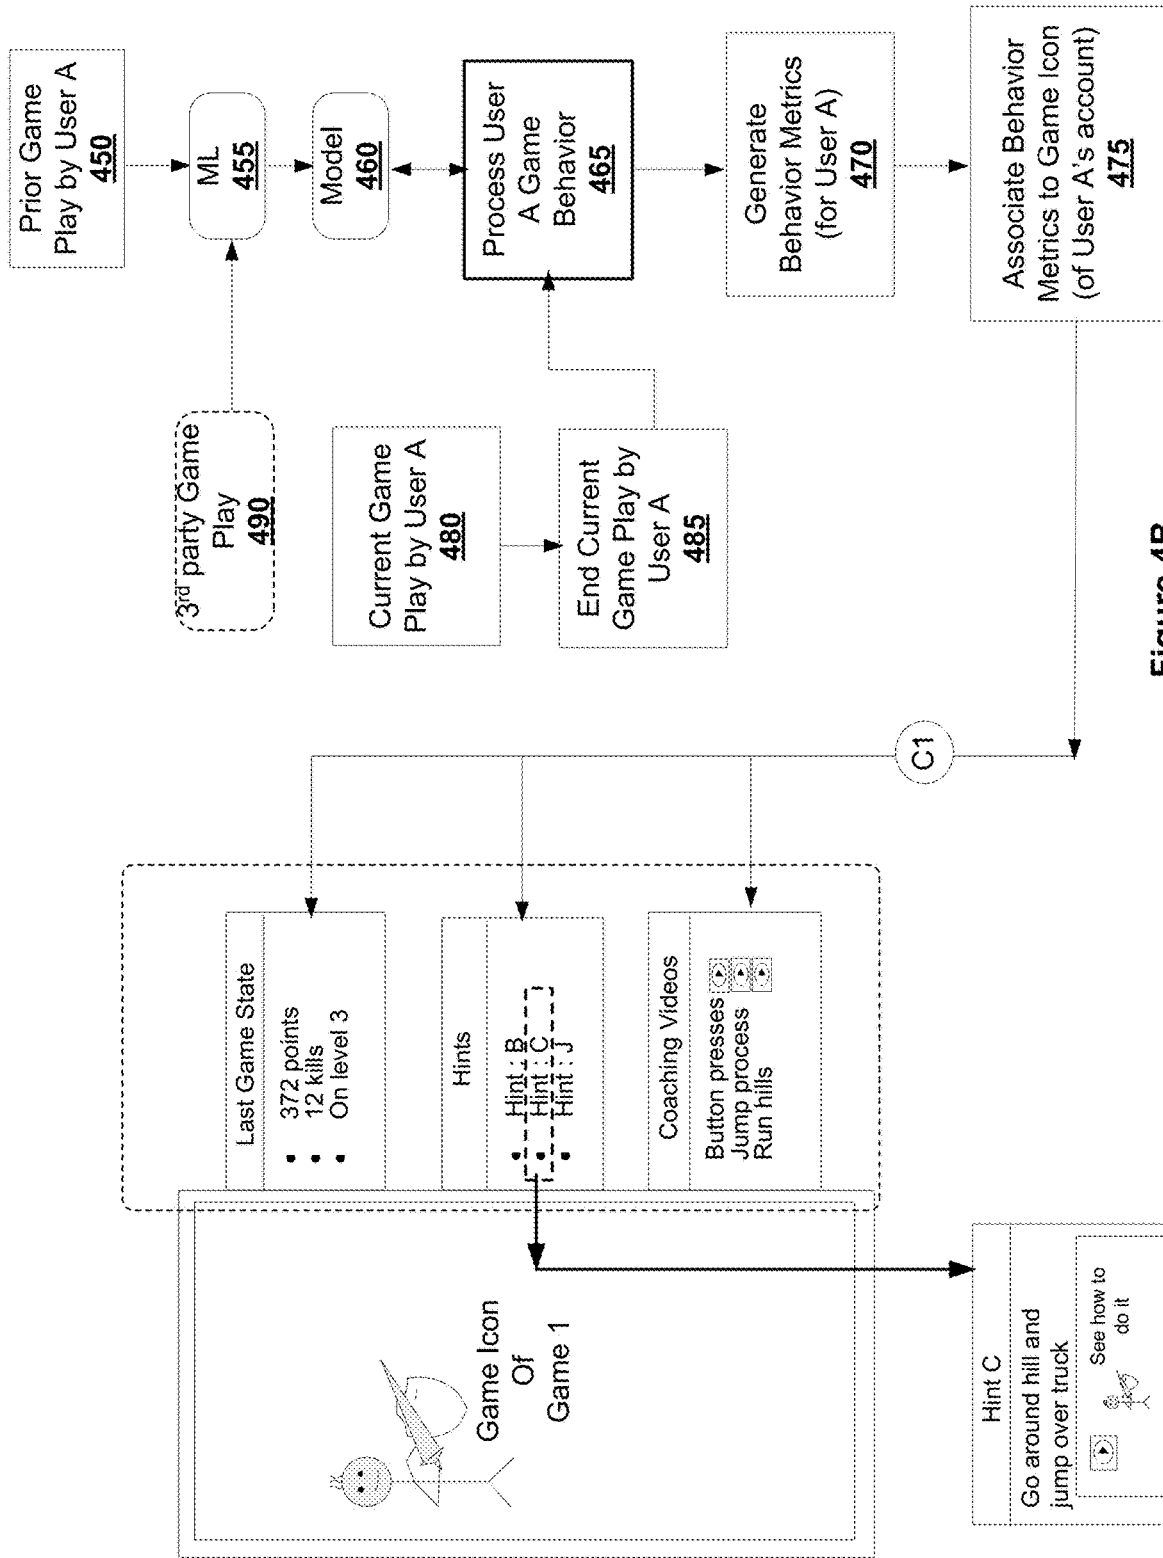 Prior Game
Play by User A
450
3rd party Game
Play
490
ML
455
Model
460
Current Game
Play by User A
480
End Current
Game Play by
User A
485
Process User
A Game
Behavior
465
Generate
Behavior Metrics
(for User A)
470
Associate Behavior
Metrics to Game Icon
(of User A's account)
475
C1
Last Game State
• 372 points
• 12 kills
• On level 3
Hints
• Hint : B
• Hint : C
• Hint : J
Coaching Videos
Button presses
Jump process
Run hills
Game Icon
Of
Game 1
Hint C
Go around hill and
jump over truck
See how to
do it
Figure 4B